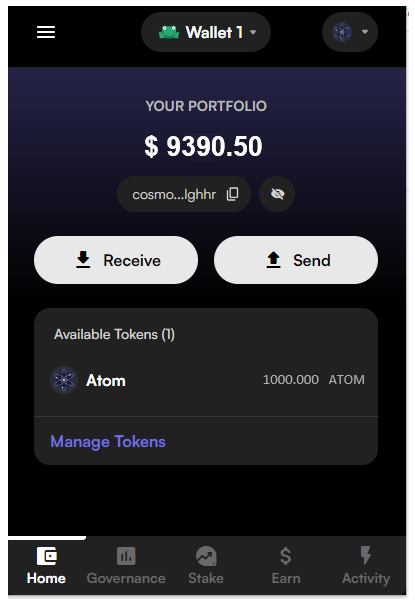 Wallet 1
YOUR PORTFOLIO
$ 9390.50
cosmo...lghhr
Receive
Send
Available Tokens (1)
Atom 1000.000 ATOM
Manage Tokens
Home Governance Stake Earn Activity